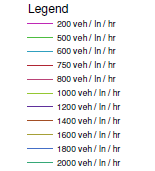 Legend
200 veh / ln / hr
500 veh / ln / hr
600 veh / ln / hr
750 veh / ln / hr
800 veh / ln / hr
1000 veh / ln / hr
1200 veh / ln / hr
1400 veh / ln / hr
1600 veh / ln / hr
1800 veh / ln / hr
2000 veh / ln / hr